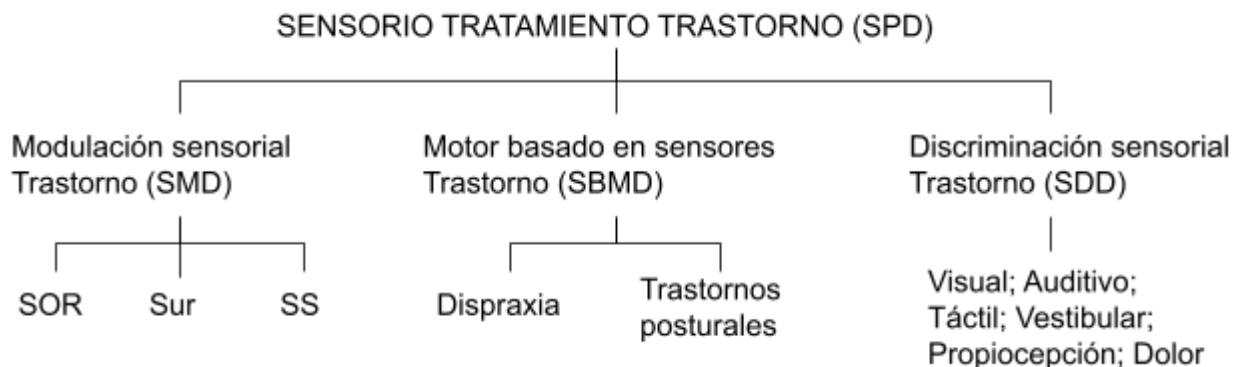 SENSORIO TRATAMIENTO TRASTORNO (SPD)
Modulación sensorial
Trastorno (SMD)
Motor basado en sensores
Trastorno (SBMD)
Discriminación sensorial
Trastorno (SDD)
SOR
Sur
SS
Dispraxia
Trastornos
posturales
Visual; Auditivo;
Táctil; Vestibular;
Propiocepción; Dolor